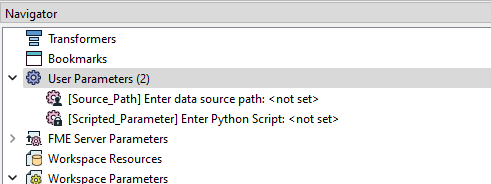 Navigator
Transformers
Bookmarks
User Parameters (2)
[Source_Path] Enter data source path: <not set>
[Scripted_Parameter] Enter Python Script: <not set>
FME Server Parameters
Workspace Resources
Workspace Parameters